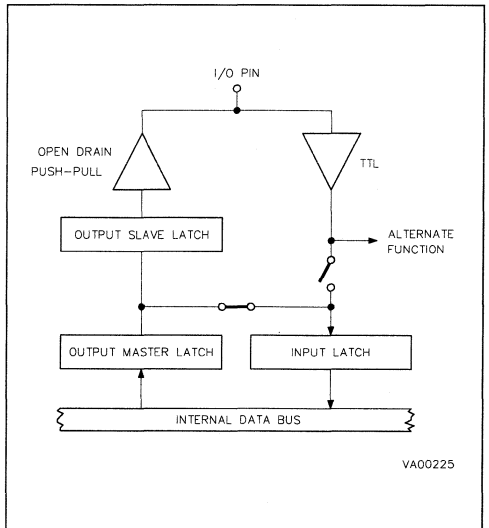 I/O PIN
OPEN DRAIN
PUSH-PULL
TTL
OUTPUT SLAVE LATCH
ALTERNATE
FUNCTION
OUTPUT MASTER LATCH
INPUT LATCH
INTERNAL DATA BUS
VA00225